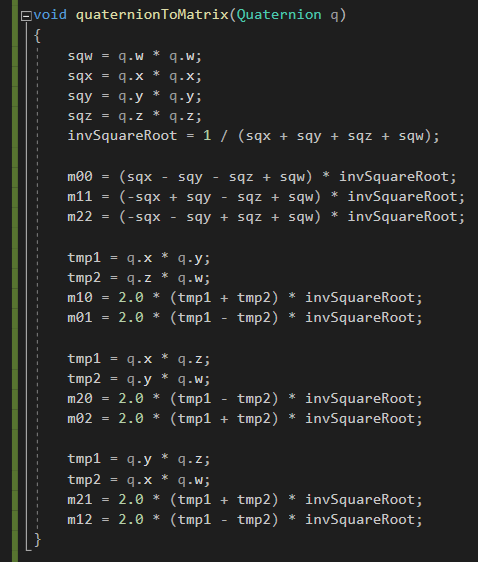 void quaternionToMatrix(Quaternion q)
{
    sqw = q.w * q.w;
    sqx = q.x * q.x;
    sqy = q.y * q.y;
    sqz = q.z * q.z;
    invSquareRoot = 1 / (sqx + sqy + sqz + sqw);

    m00 = (sqx - sqy - sqz + sqw) * invSquareRoot;
    m11 = (-sqx + sqy - sqz + sqw) * invSquareRoot;
    m22 = (-sqx - sqy + sqz + sqw) * invSquareRoot;

    tmp1 = q.x * q.y;
    tmp2 = q.z * q.w;
    m10 = 2.0 * (tmp1 + tmp2) * invSquareRoot;
    m01 = 2.0 * (tmp1 - tmp2) * invSquareRoot;

    tmp1 = q.x * q.z;
    tmp2 = q.y * q.w;
    m20 = 2.0 * (tmp1 - tmp2) * invSquareRoot;
    m02 = 2.0 * (tmp1 + tmp2) * invSquareRoot;

    tmp1 = q.y * q.z;
    tmp2 = q.x * q.w;
    m21 = 2.0 * (tmp1 + tmp2) * invSquareRoot;
    m12 = 2.0 * (tmp1 - tmp2) * invSquareRoot;
}